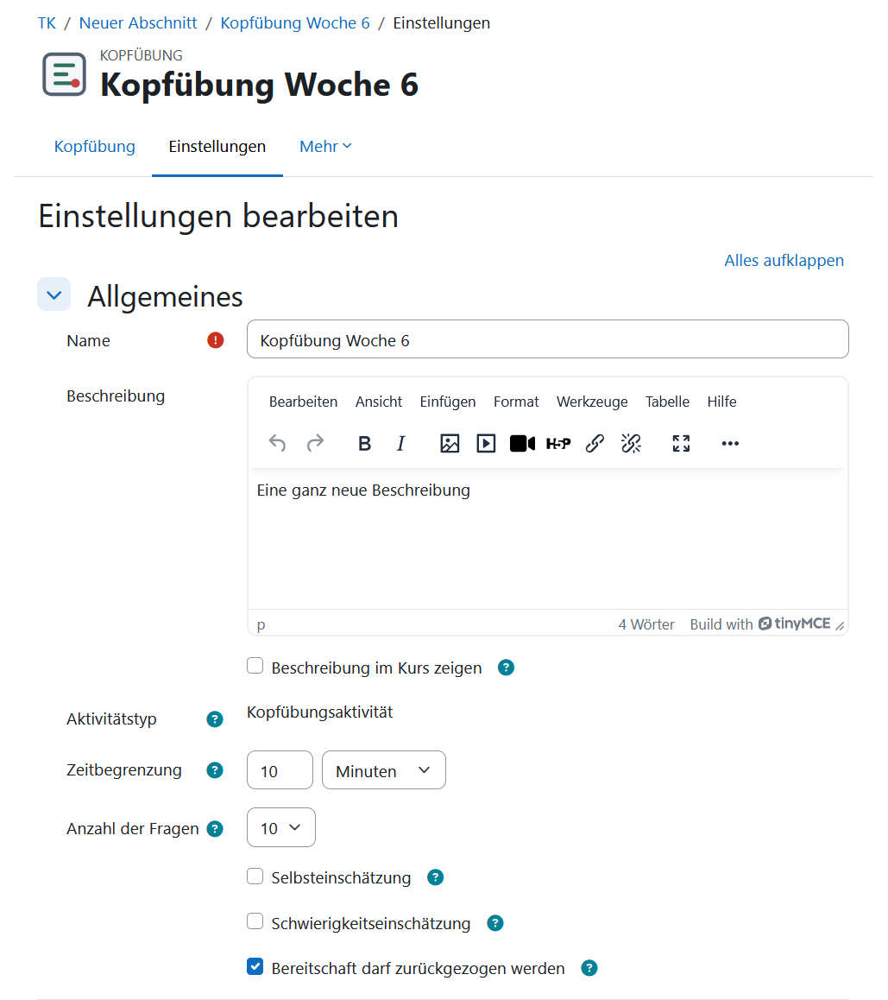 TK / Neuer Abschnitt / Kopfübung Woche 6 / Einstellungen
KOPFÜBUNG
Kopfübung Woche 6
Kopfübung Einstellungen Mehr
Einstellungen bearbeiten
Alles aufklappen
Allgemeines
Name ! Kopfübung Woche 6
Beschreibung
Bearbeiten Ansicht Einfügen Format Werkzeuge Tabelle Hilfe
B I H5P
Eine ganz neue Beschreibung
p 4 Wörter Build with tinyMCE
Beschreibung im Kurs zeigen ?
Aktivitätstyp ? Kopfübungsaktivität
Zeitbegrenzung ? 10 Minuten
Anzahl der Fragen ? 10
Selbsteinschätzung ?
Schwierigkeitseinschätzung ?
Bereitschaft darf zurückgezogen werden ?